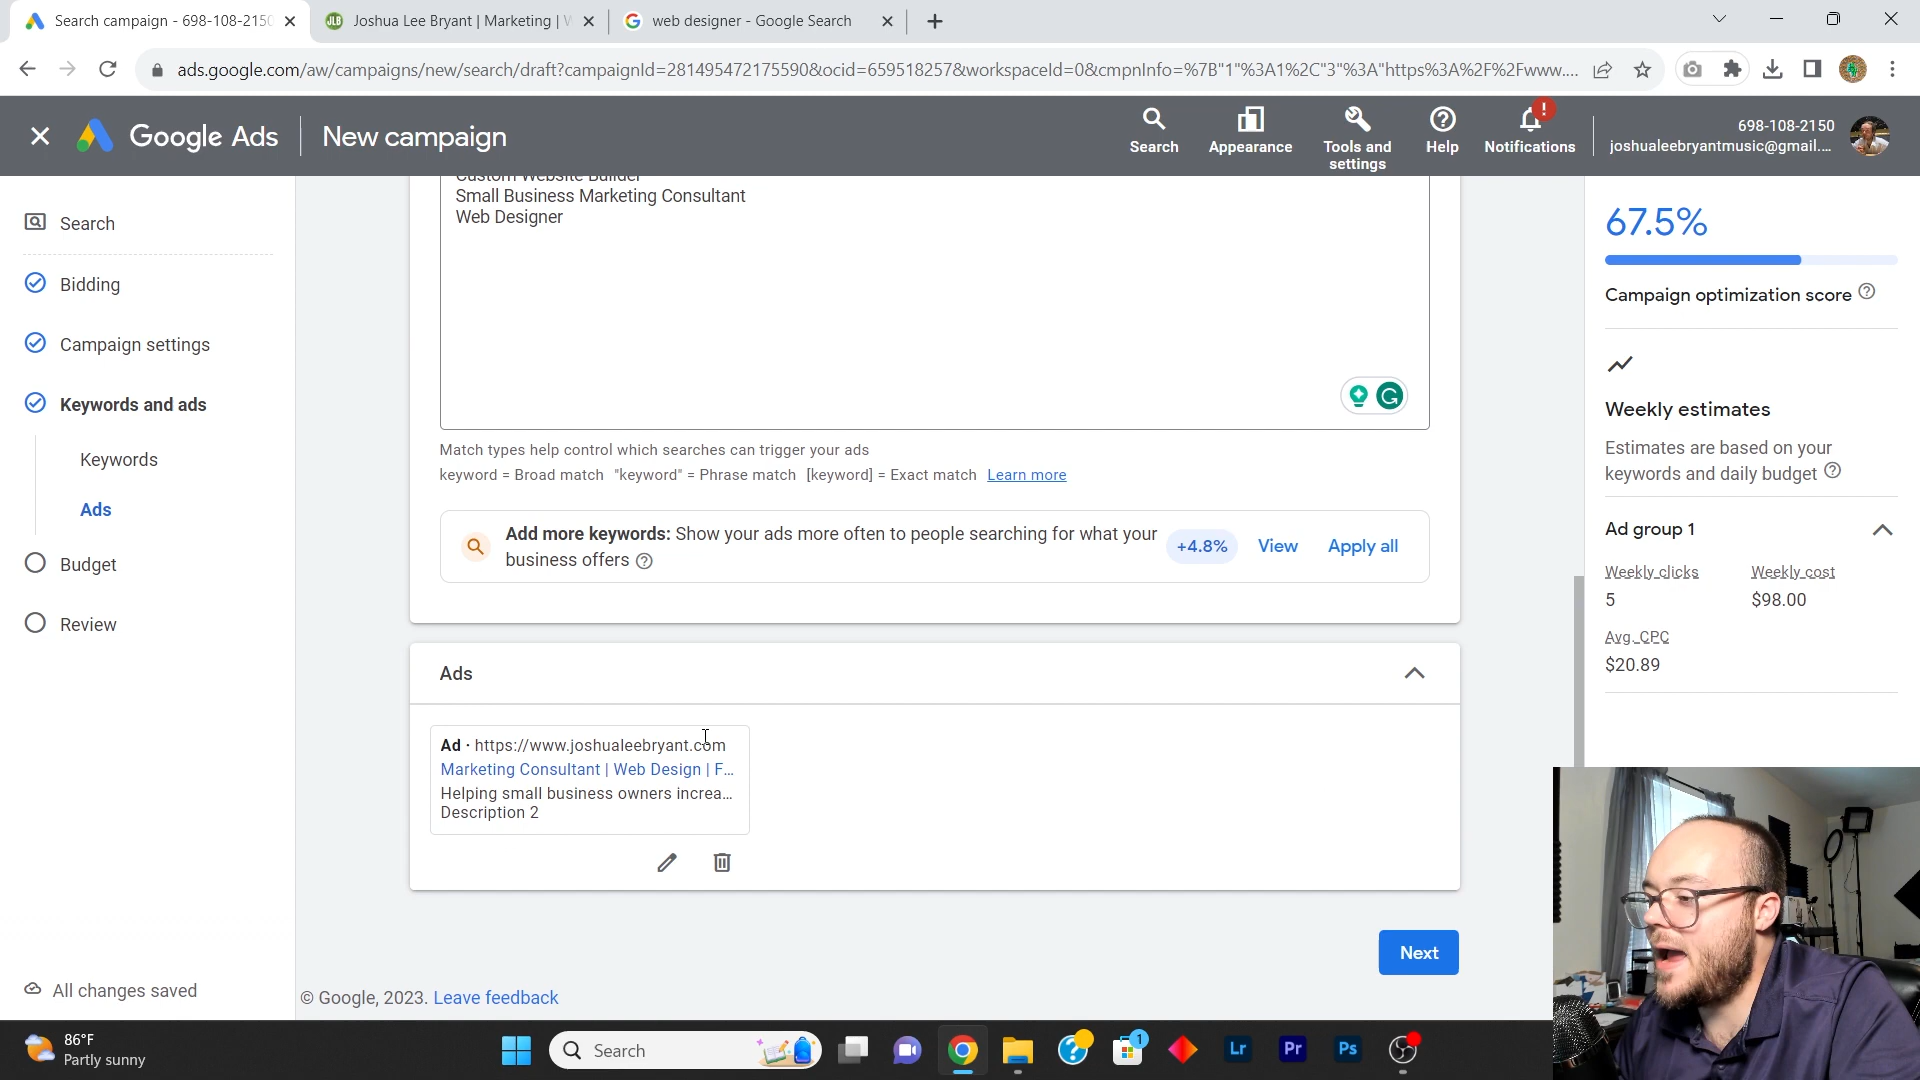 Search campaign - 698-108-2150
Joshua Lee Bryant | Marketing | W
web designer - Google Search
ads.google.com/aw/campaigns/new/search/draft?campaignId=281495472175590&ocid=659518257&workspaceId=0&cmpnInfo=%7B"1"%3A1%2C"3"%3A"https%3A%2F%2Fwww....
Google Ads
New campaign
Search
Appearance
Tools and
settings
Help
Notifications
!
698-108-2150
joshualeebryantmusic@gmail....
Search
Bidding
Campaign settings
Keywords and ads
Keywords
Ads
Budget
Review
All changes saved
Custom Website Builder
Small Business Marketing Consultant
Web Designer
Match types help control which searches can trigger your ads
keyword = Broad match "keyword" = Phrase match [keyword] = Exact match Learn more
Add more keywords: Show your ads more often to people searching for what your
business offers
+4.8%
View
Apply all
Ads
Ad · https://www.joshualeebryant.com
Marketing Consultant | Web Design | F...
Helping small business owners increa...
Description 2
Next
© Google, 2023. Leave feedback
67.5%
Campaign optimization score
Weekly estimates
Estimates are based on your
keywords and daily budget
Ad group 1
Weekly clicks
Weekly cost
5
$98.00
Avg. CPC
$20.89
86°F
Partly sunny
Search
1
Lr
Pr
Ps